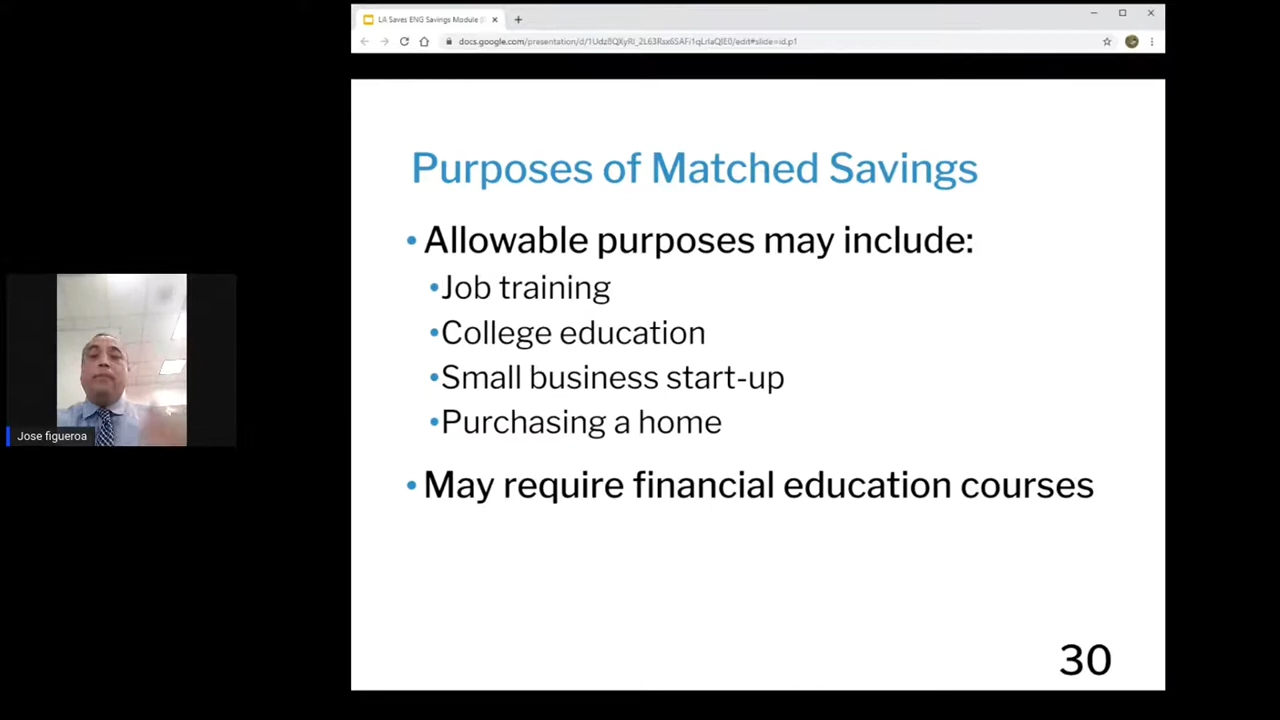 LA Saves ENG Savings Module (
Purposes of Matched Savings
• Allowable purposes may include:
•Job training
•College education
•Small business start-up
•Purchasing a home
• May require financial education courses
30
Jose figueroa